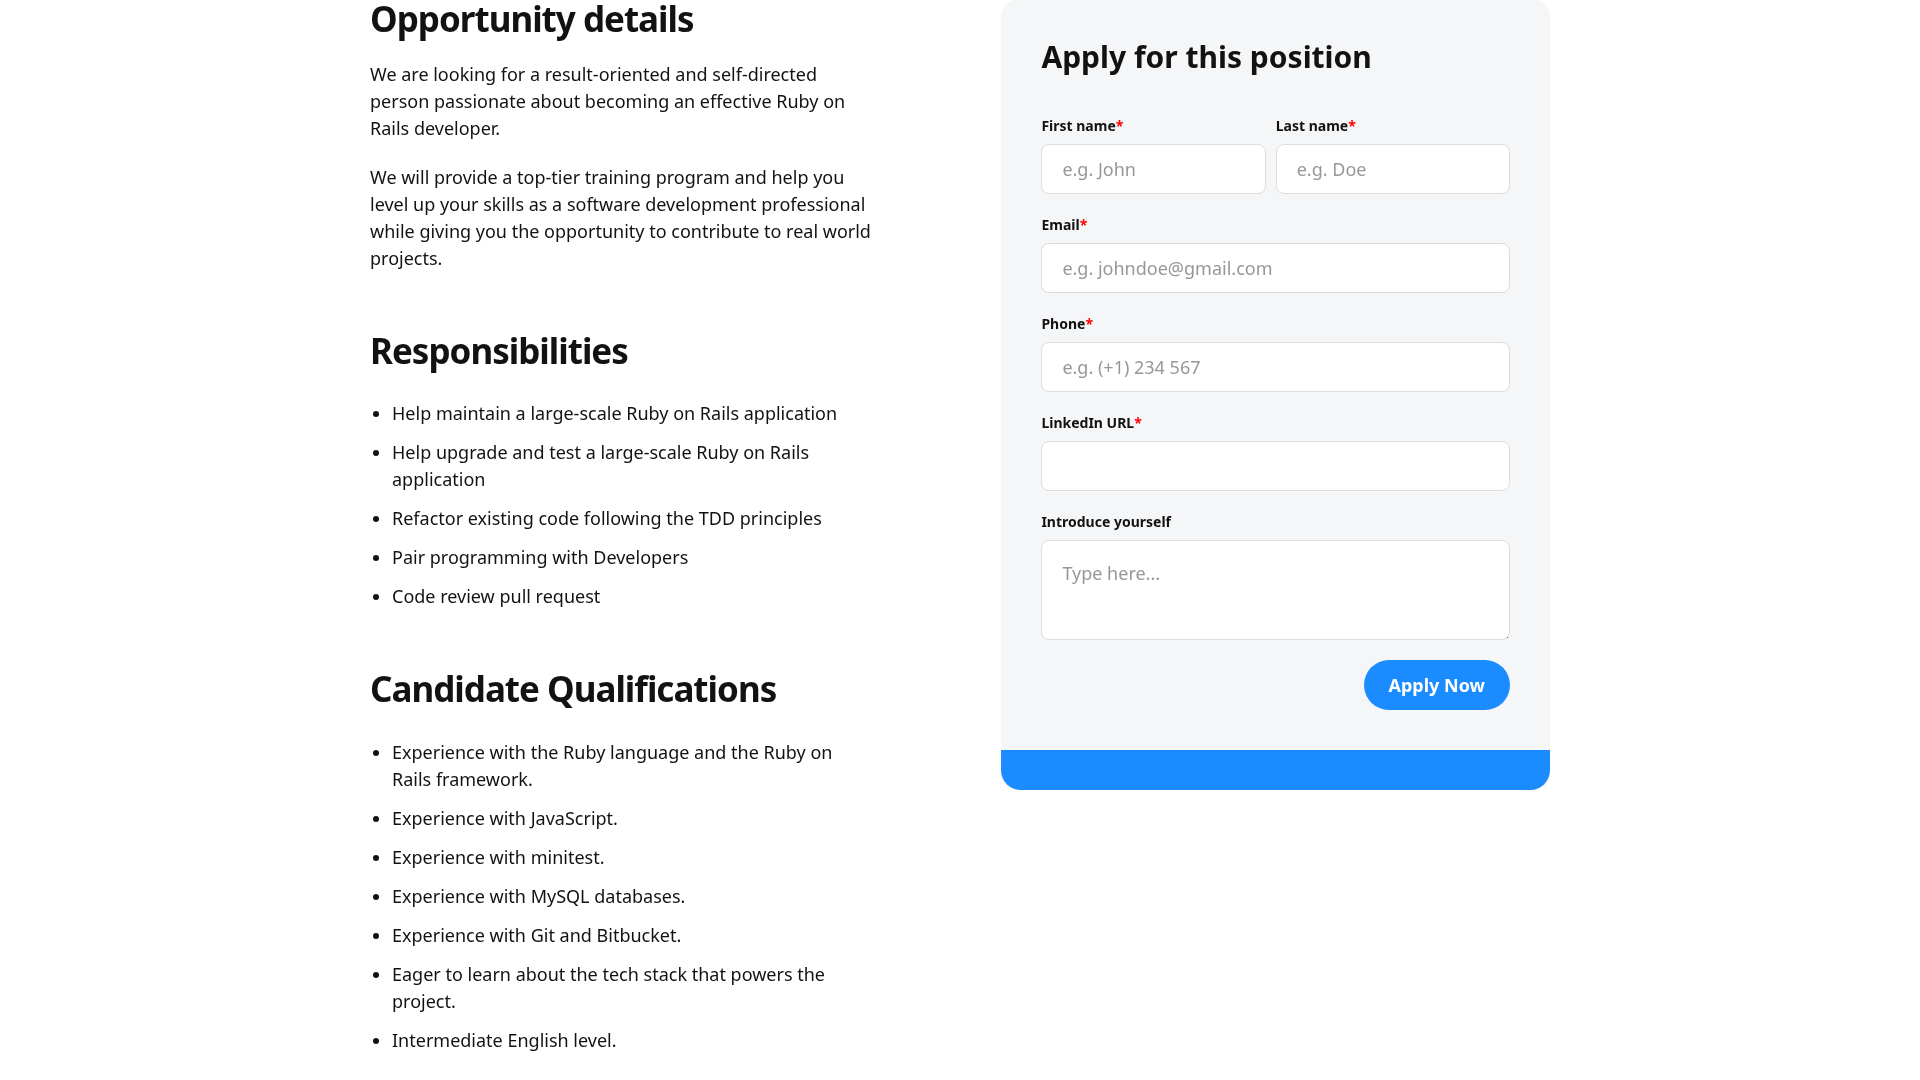 Opportunity details
We are looking for a result-oriented and self-directed
person passionate about becoming an effective Ruby on
Rails developer.
We will provide a top-tier training program and help you
level up your skills as a software development professional
while giving you the opportunity to contribute to real world
projects.
Responsibilities
Help maintain a large-scale Ruby on Rails application
Help upgrade and test a large-scale Ruby on Rails
application
Refactor existing code following the TDD principles
Pair programming with Developers
Code review pull request
Candidate Qualifications
Experience with the Ruby language and the Ruby on
Rails framework.
Experience with JavaScript.
Experience with minitest.
Experience with MySQL databases.
Experience with Git and Bitbucket.
Eager to learn about the tech stack that powers the
project.
Intermediate English level.
Apply for this position
First name* Last name*
e.g. John e.g. Doe
Email*
e.g. johndoe@gmail.com
Phone*
e.g. (+1) 234 567
LinkedIn URL*
Introduce yourself
Type here...
Apply Now